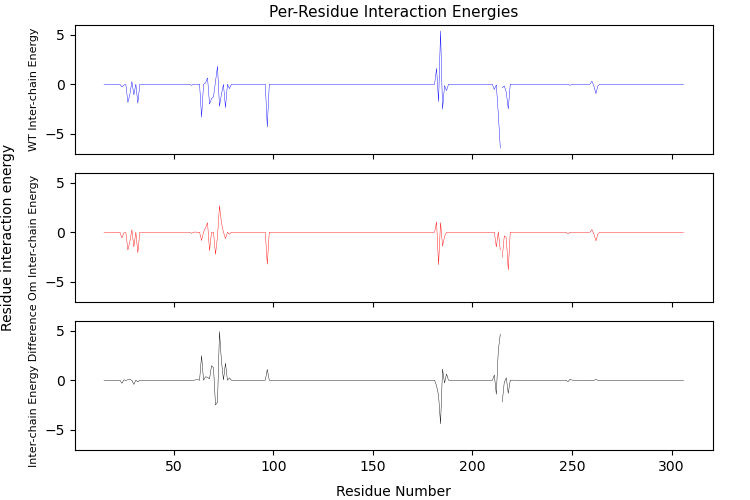 Per-Residue Interaction Energies
Residue interaction energy
WT Inter-chain Energy
5
0
−5
Om Inter-chain Energy
5
0
−5
Inter-chain Energy Difference
5
0
−5
50
100
150
200
250
300
Residue Number